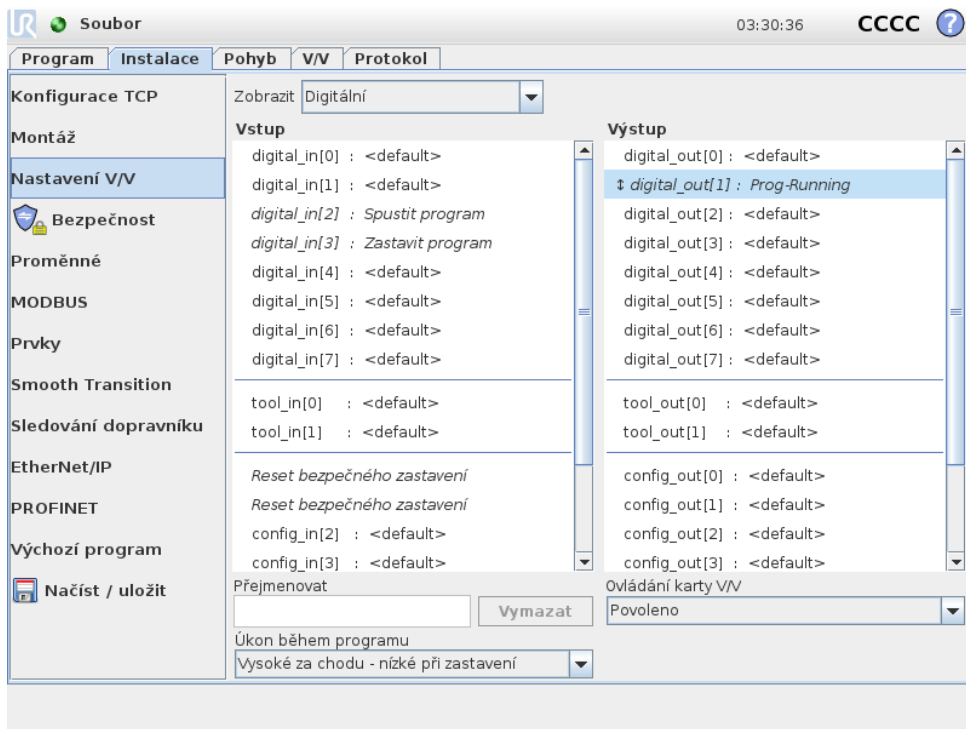 UR Soubor 03:30:36 CCCC ?
Program Instalace Pohyb V/V Protokol
Konfigurace TCP
Montáž
Nastavení V/V
Bezpečnost
Proměnné
MODBUS
Prvky
Smooth Transition
Sledování dopravníku
EtherNet/IP
PROFINET
Výchozí program
Načíst / uložit
Zobrazit Digitální
Vstup
digital_in[0] : <default>
digital_in[1] : <default>
digital_in[2] : Spustit program
digital_in[3] : Zastavit program
digital_in[4] : <default>
digital_in[5] : <default>
digital_in[6] : <default>
digital_in[7] : <default>
tool_in[0] : <default>
tool_in[1] : <default>
Reset bezpečného zastavení
Reset bezpečného zastavení
config_in[2] : <default>
config_in[3] : <default>
Přejmenovat
Vymazat
Úkon během programu
Vysoké za chodu - nízké při zastavení
Výstup
digital_out[0] : <default>
↕ digital_out[1] : Prog-Running
digital_out[2] : <default>
digital_out[3] : <default>
digital_out[4] : <default>
digital_out[5] : <default>
digital_out[6] : <default>
digital_out[7] : <default>
tool_out[0] : <default>
tool_out[1] : <default>
config_out[0] : <default>
config_out[1] : <default>
config_out[2] : <default>
config_out[3] : <default>
Ovládání karty V/V
Povoleno